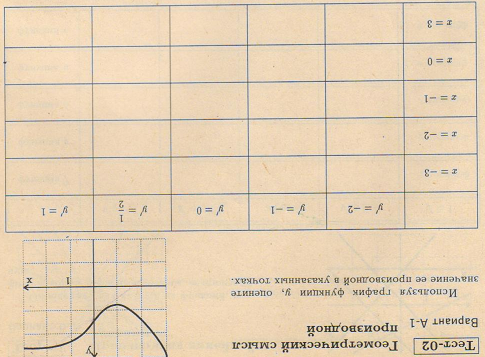 Тест-02 Геометрический смысл
производной
Вариант А-1
Используя график функции y, оцените
значение ее производной в указанных точках.
y
1 x
y′ = −2 y′ = −1 y′ = 0 y′ = 1/2 y′ = 1
x = −3
x = −2
x = −1
x = 0
x = 3